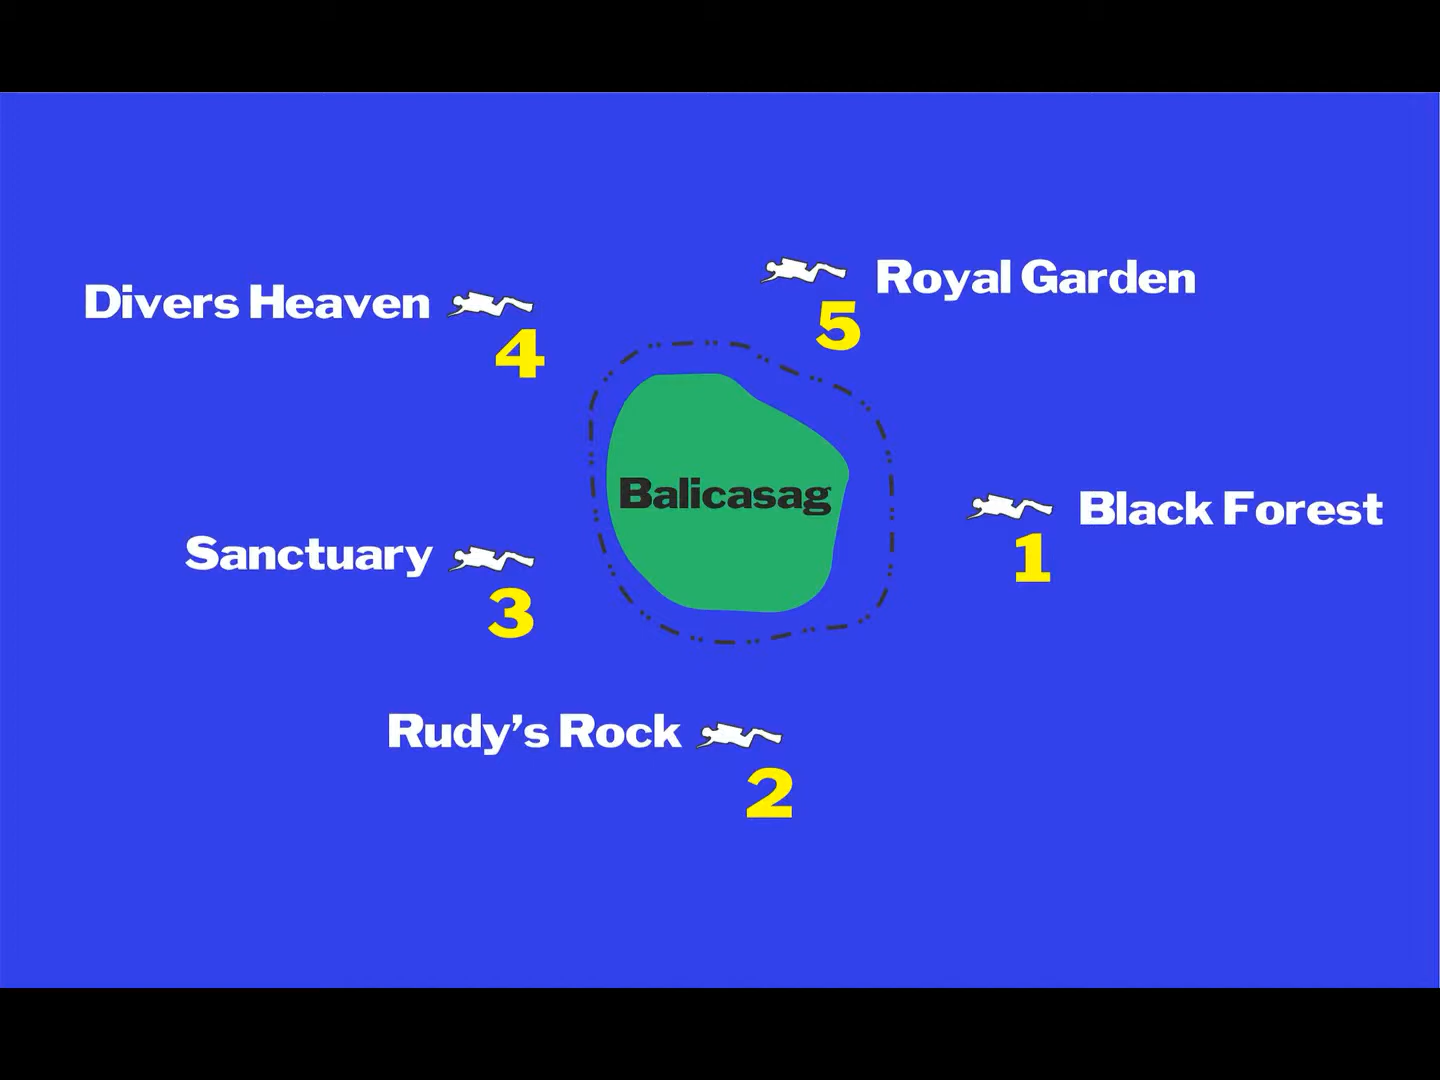 Royal Garden
5
Divers Heaven
4
Balicasag
Black Forest
1
Sanctuary
3
Rudy’s Rock
2